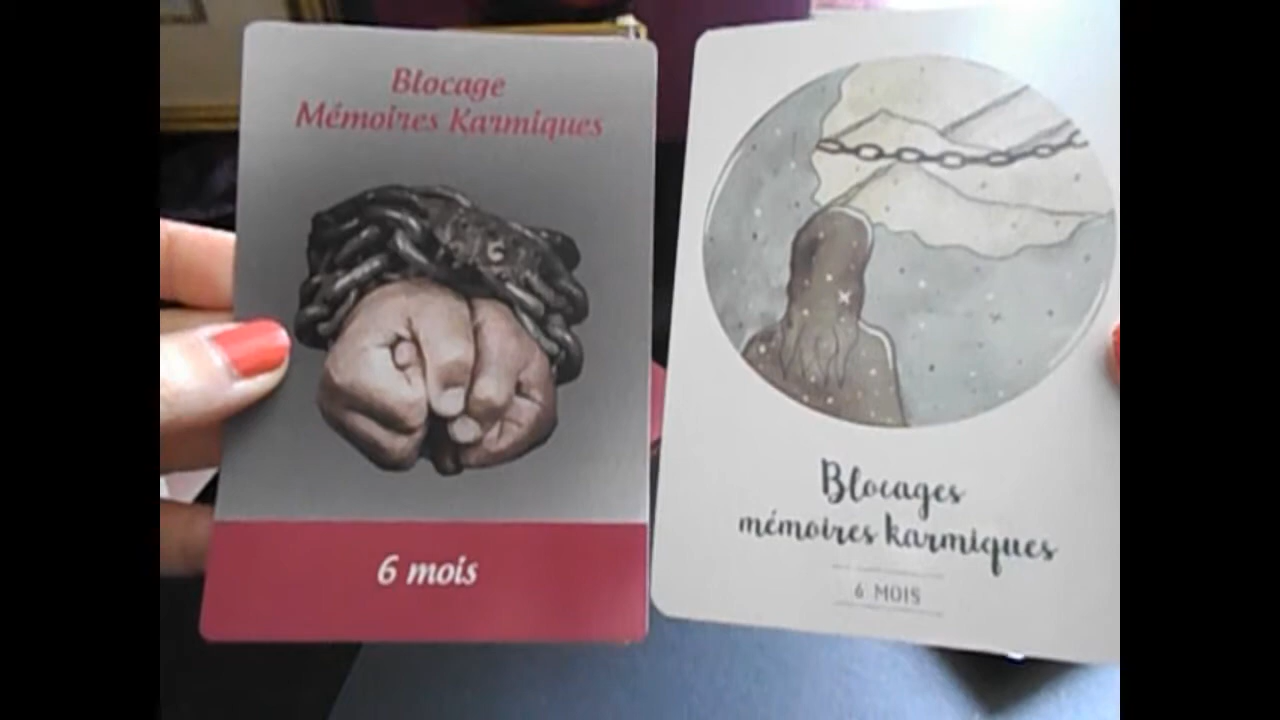 Blocage
Mémoires Karmiques
6 mois
Blocages
mémoires karmiques
6 MOIS